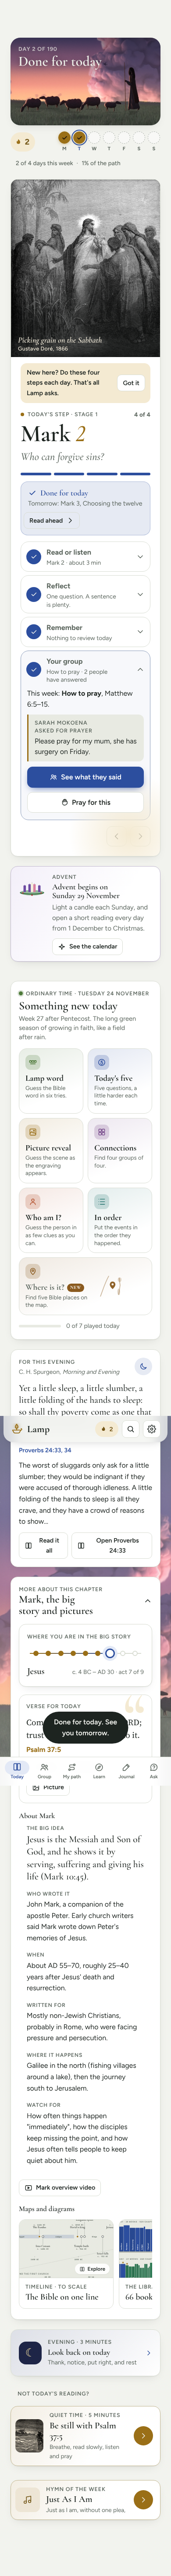 DAY 2 OF 190
Done for today
2
M T W T F S S
2 of 4 days this week · 1% of the path
Picking grain on the Sabbath
Gustave Doré, 1866
New here? Do these four
steps each day. That's all
Lamp asks.
Got it
TODAY'S STEP · STAGE 1
4 of 4
Mark 2
Who can forgive sins?
Done for today
Tomorrow: Mark 3, Choosing the twelve
Read ahead
Read or listen
Mark 2 · about 3 min
Reflect
One question. A sentence
is plenty.
Remember
Nothing to review today
Your group
How to pray · 2 people
have answered
This week: How to pray, Matthew
6:5–15.
SARAH MOKOENA
ASKED FOR PRAYER
Please pray for my mum, she has
surgery on Friday.
See what they said
Pray for this
ADVENT
Advent begins on
Sunday 29 November
Light a candle each Sunday, and
open a short reading every day
from 1 December to Christmas.
See the calendar
ORDINARY TIME · TUESDAY 24 NOVEMBER
Something new today
Week 27 after Pentecost. The long green
season of growing in faith, like a field
after rain.
Lamp word
Guess the Bible
word in six tries.
Today's five
Five questions, a
little harder each
time.
Picture reveal
Guess the scene as
the engraving
appears.
Connections
Find four groups of
four.
Who am I?
Guess the person in
as few clues as you
can.
In order
Put the events in
the order they
happened.
Where is it? NEW
Find five Bible places on
the map.
0 of 7 played today
FOR THIS EVENING
C. H. Spurgeon, Morning and Evening
Yet a little sleep, a little slumber, a
little folding of the hands to sleep:
so shall thy poverty come as one that
Lamp
2
Proverbs 24:33, 34
The worst of sluggards only ask for a little
slumber; they would be indignant if they
were accused of thorough idleness. A little
folding of the hands to sleep is all they
crave, and they have a crowd of reasons
to show...
Read it
all
Open Proverbs
24:33
MORE ABOUT THIS CHAPTER
Mark, the big
story and pictures
WHERE YOU ARE IN THE BIG STORY
Jesus
c. 4 BC – AD 30 · act 7 of 9
VERSE FOR TODAY
Done for today. See
you tomorrow.
Psalm 37:5
Today
Group
My path
Learn
Journal
Ask
Picture
About Mark
THE BIG IDEA
Jesus is the Messiah and Son of
God, and he shows it by
serving, suffering and giving his
life (Mark 10:45).
WHO WROTE IT
John Mark, a companion of the
apostle Peter. Early church writers
said Mark wrote down Peter's
memories of Jesus.
WHEN
About AD 55–70, roughly 25–40
years after Jesus' death and
resurrection.
WRITTEN FOR
Mostly non-Jewish Christians,
probably in Rome, who were facing
pressure and persecution.
WHERE IT HAPPENS
Galilee in the north (fishing villages
around a lake), then the journey
south to Jerusalem.
WATCH FOR
How often things happen
"immediately", how the disciples
keep missing the point, and how
Jesus often tells people to keep
quiet about him.
Mark overview video
Maps and diagrams
Explore
TIMELINE · TO SCALE
The Bible on one line
THE LIBR
66 book
EVENING · 3 MINUTES
Look back on today
Thank, notice, put right, and rest
NOT TODAY'S READING?
QUIET TIME · 5 MINUTES
Be still with Psalm
37:5
Breathe, read slowly, listen
and pray
HYMN OF THE WEEK
Just As I Am
Just as I am, without one plea,